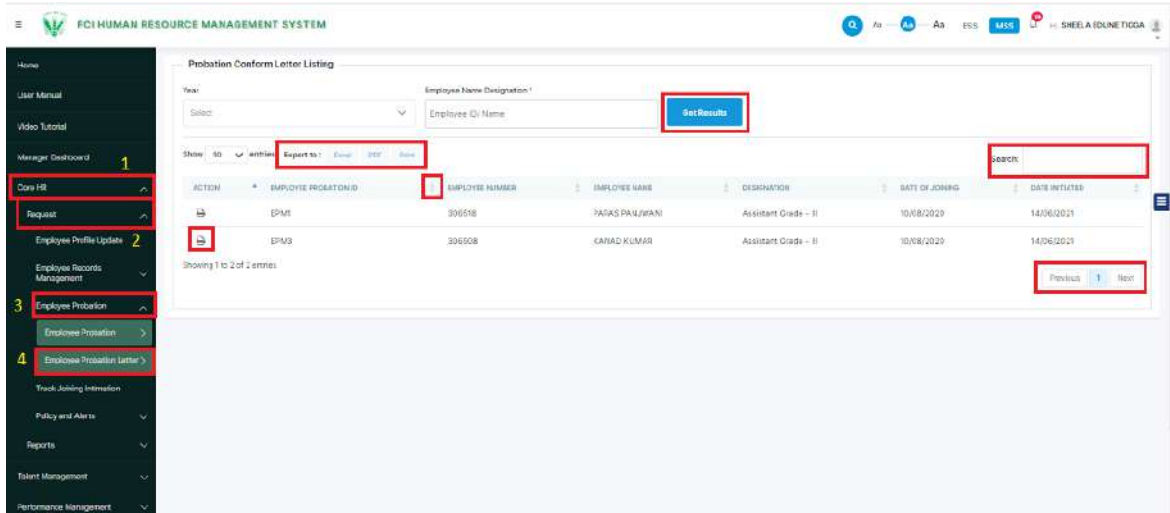 FCI HUMAN RESOURCE MANAGEMENT SYSTEM
Aa Aa Aa ESS MSS SHEELA EDLINE TIGGA
Home
User Manual
Video Tutorial
Manager Dashboard
1
Core HR
Request
Employee Profile Update 2
Employee Records
Management
3 Employee Probation
Employee Probation
4 Employee Probation Letter
Track Joining Intimation
Policy and Alerts
Reports
Talent Management
Performance Management
Probation Conform Letter Listing
Year Employee Name Designation *
Select Employee ID/ Name Get Results
Show 10 entries Export to : Excel PDF Print Search:
ACTION EMPLOYEE PROBATION ID EMPLOYEE NUMBER EMPLOYEE NAME DESIGNATION DATE OF JOINING DATE INITIATED
EPM1 306518 PARAS PANJWANI Assistant Grade - II 10/08/2020 14/06/2021
EPM3 306508 KANAD KUMAR Assistant Grade - II 10/08/2020 14/06/2021
Showing 1 to 2 of 2 entries
Previous 1 Next